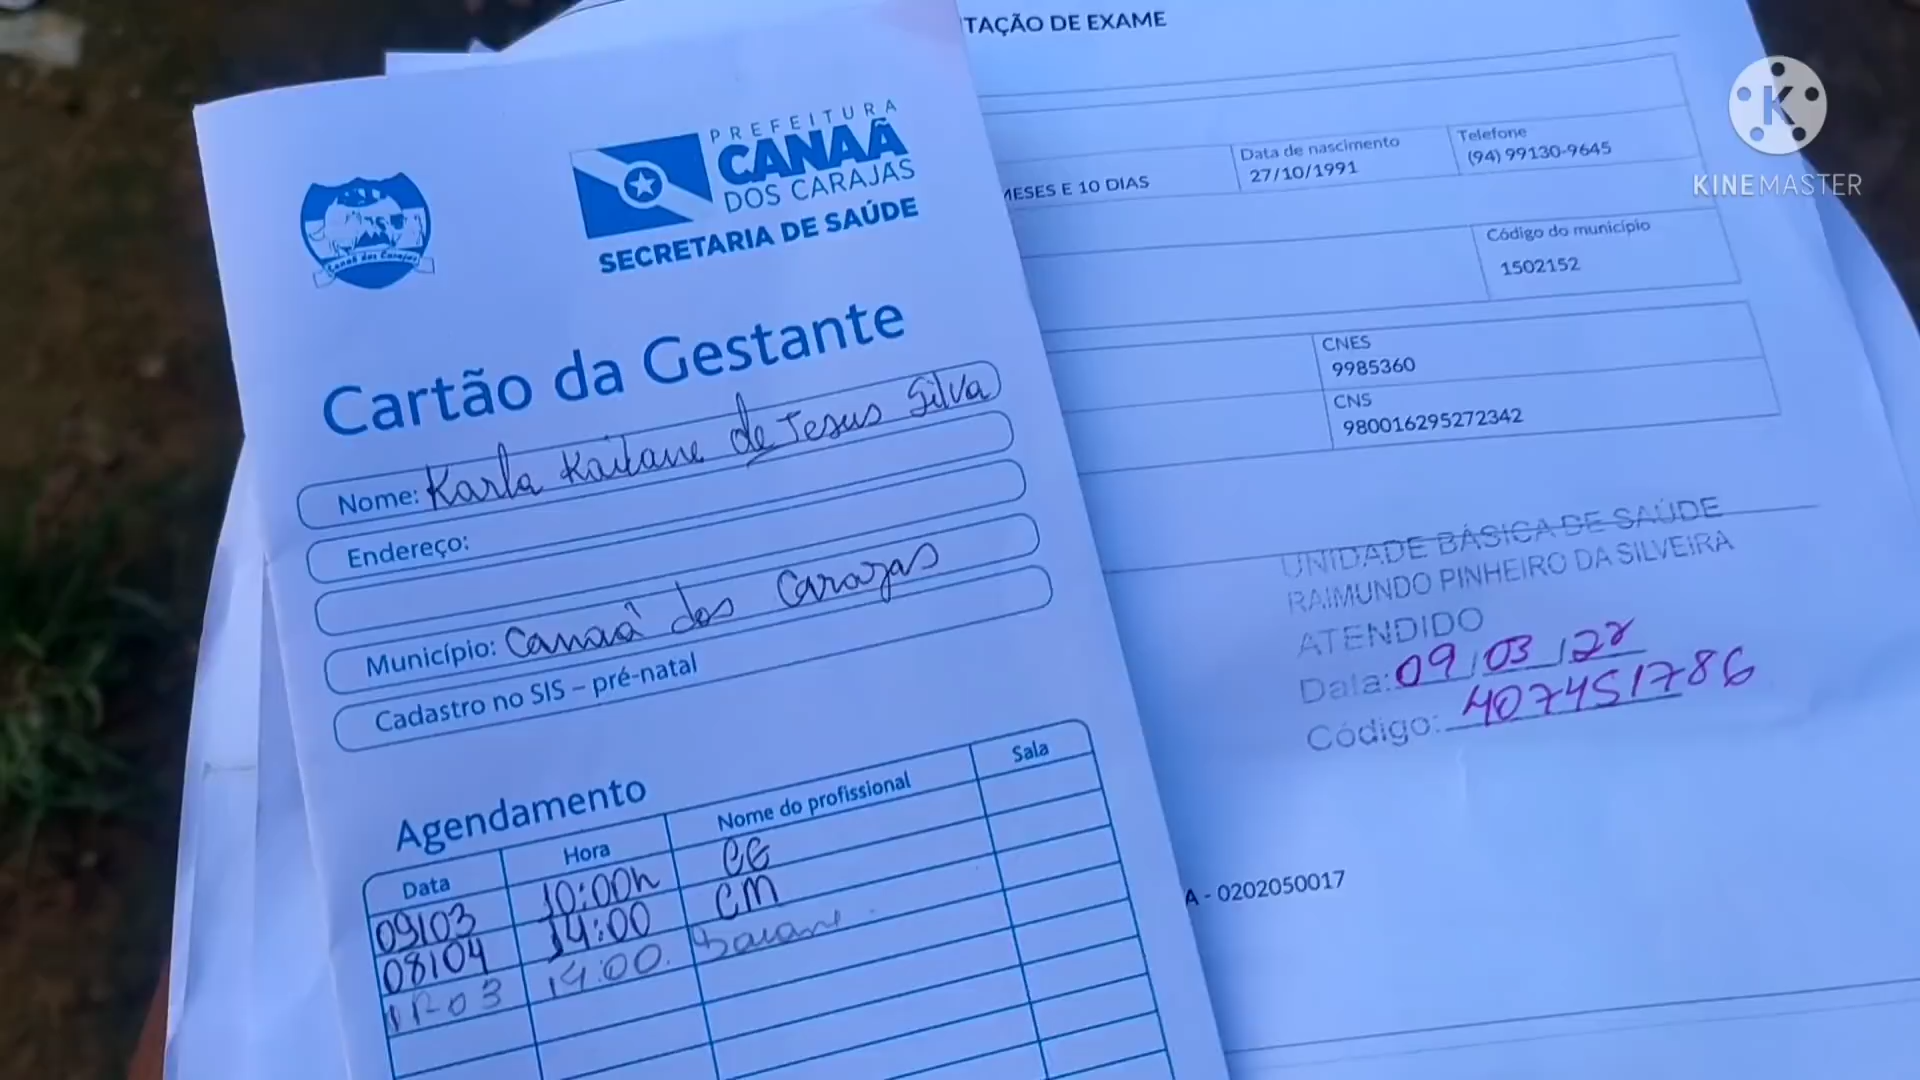 PREFEITURA
CANAÃ
DOS CARAJÁS
SECRETARIA DE SAÚDE
Canaã dos Carajás
Cartão da Gestante
Nome: Karla Kailane de Jesus Silva
Endereço:
Município: Canaã dos Carajas
Cadastro no SIS – pré-natal
Agendamento
Data Hora Nome do profissional Sala
09/03 10:00h
08/04 14:00 CM
14:00.
TAÇÃO DE EXAME
MESES E 10 DIAS
Data de nascimento
27/10/1991
Telefone
(94) 99130-9645
Código do município
1502152
CNES
9985360
CNS
980016295272342
UNIDADE BÁSICA DE SAÚDE
RAIMUNDO PINHEIRO DA SILVEIRA
ATENDIDO
Data: 09/03/22
Código: 407451786
A - 0202050017
K
KINEMASTER